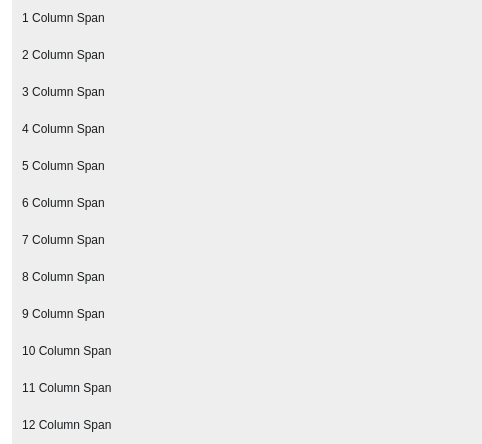 1 Column Span
2 Column Span
3 Column Span
4 Column Span
5 Column Span
6 Column Span
7 Column Span
8 Column Span
9 Column Span
10 Column Span
11 Column Span
12 Column Span